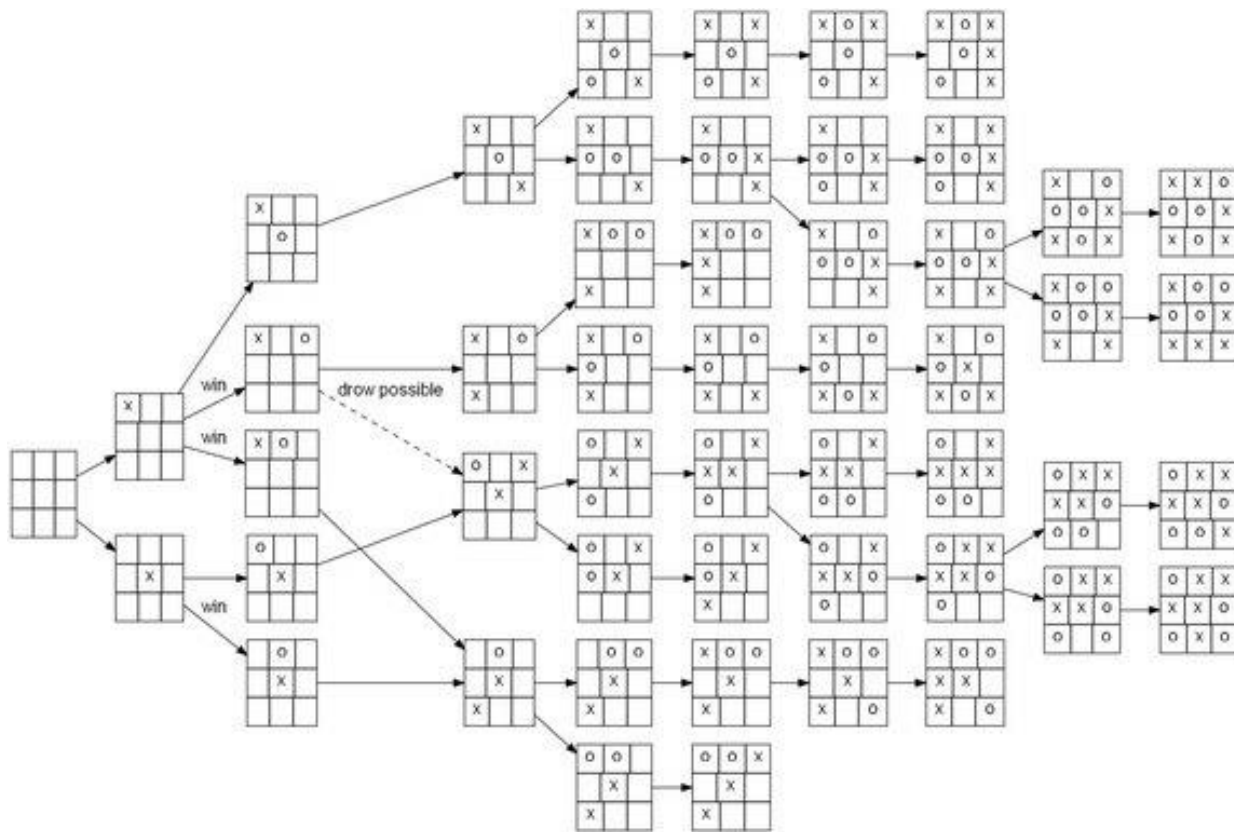 X X X X O X X O X
O O O O X
O X O X O X O X
X X X X X X
O O O O O X O O X O O X
X X X O X O X
X O X X O
X
O O X O O X
X O O X O O X O X O
O
X O X X O X
X O O X O O X
X X X O X X O X
X O O X X O
O O X O O X
X O X O X O X O X O X O
X X X X X
O O O O X
win
drow possible
X X X X X O X X O X
X
win
X O O X O X O X O X
O X
X X X X X X X X
O X X O X X
O O O O O O
X
X X O X X O
O O O O X
O X O X O X O X X
X X O X O X X X O X X O
O X X O X X
win
X O O
X X O X X O
O O O X O
O O O O X O O X O O X O O
X X X X X X X
X X X X O X O
O O O O X
X X
X X